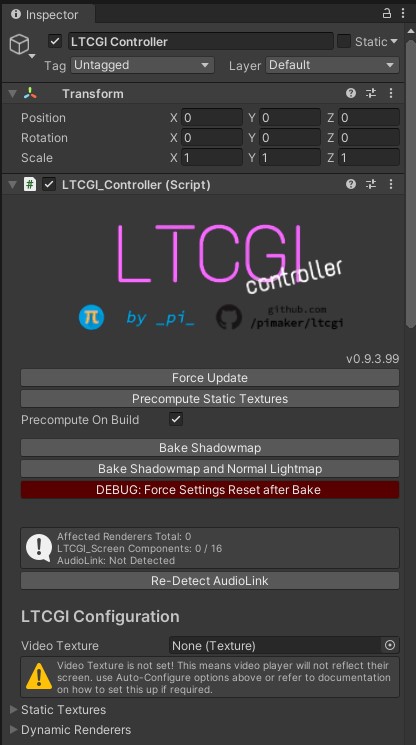 Inspector
LTCGI Controller Static
Tag Untagged Layer Default
Transform
Position X 0 Y 0 Z 0
Rotation X 0 Y 0 Z 0
Scale X 1 Y 1 Z 1
# LTCGI_Controller (Script)
LTCGI
controller
π by _pi_ github.com
/pimaker/ltcgi
v0.9.3.99
Force Update
Precompute Static Textures
Precompute On Build
Bake Shadowmap
Bake Shadowmap and Normal Lightmap
DEBUG: Force Settings Reset after Bake
Affected Renderers Total: 0
LTCGI_Screen Components: 0 / 16
AudioLink: Not Detected
Re-Detect AudioLink
LTCGI Configuration
Video Texture None (Texture)
Video Texture is not set! This means video player will not reflect their
screen. use Auto-Configure options above or refer to documentation
on how to set this up if required.
Static Textures
Dynamic Renderers